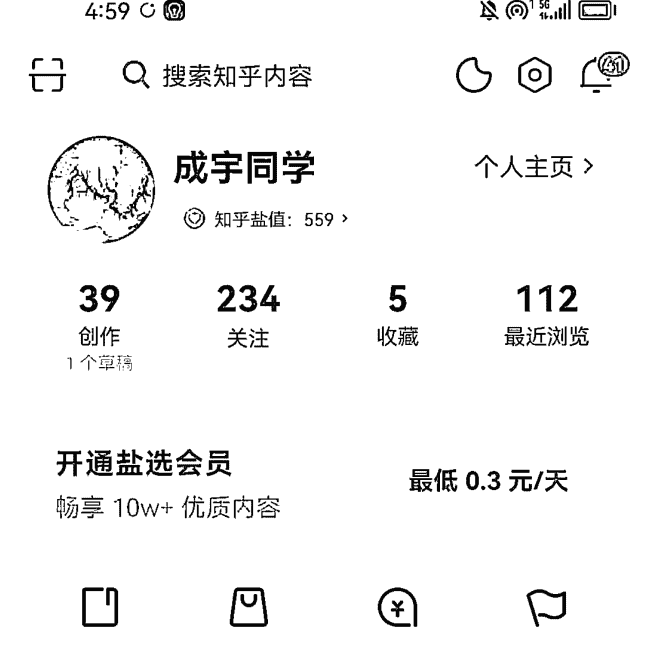 4:59
5G
搜索知乎内容
成宇同学
个人主页
知乎盐值：559
39 234 5 112
创作 关注 收藏 最近浏览
1 个草稿
开通盐选会员
最低 0.3 元/天
畅享 10w+ 优质内容